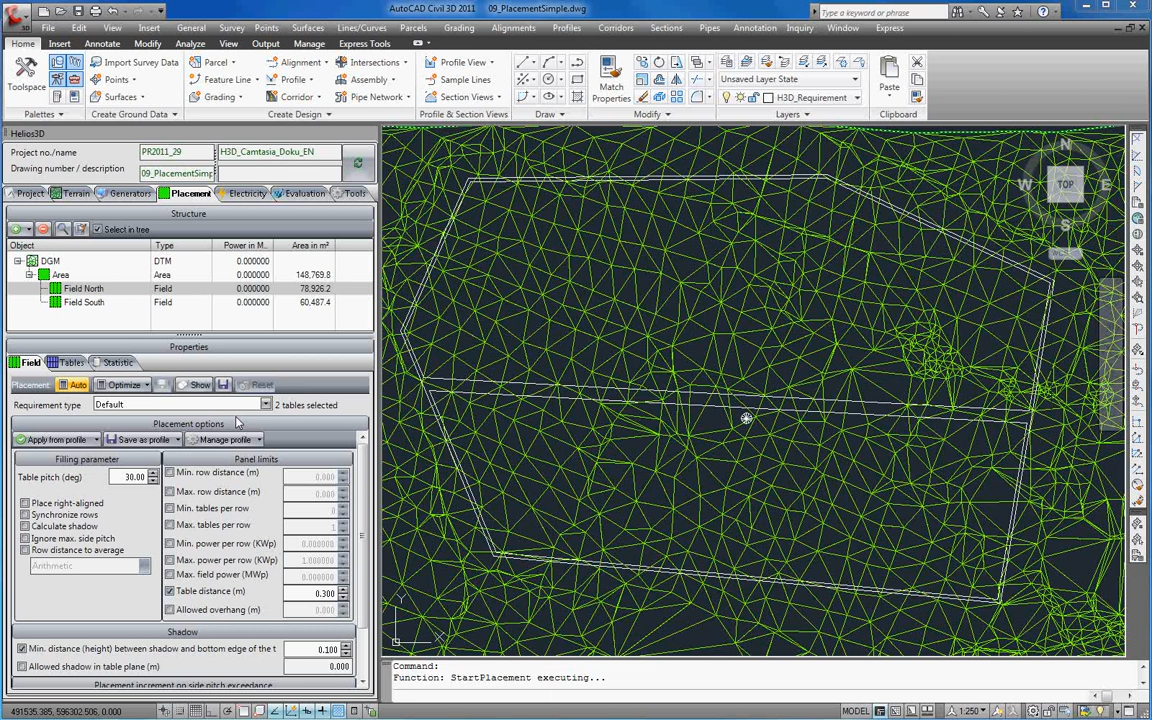 AutoCAD Civil 3D 2011 09_PlacementSimple.dwg
Type a keyword or phrase
File Edit View Insert General Survey Points Surfaces Lines/Curves Parcels Grading Alignments Profiles Corridors Sections Pipes Annotation Inquiry Window Express
Home Insert Annotate Modify Analyze View Output Manage Express Tools
Toolspace
Import Survey Data
Points
Surfaces
Parcel
Feature Line
Grading
Alignment
Profile
Corridor
Intersections
Assembly
Pipe Network
Profile View
Sample Lines
Section Views
Match
Properties
Unsaved Layer State
H3D_Requirement
Paste
Palettes Create Ground Data Create Design Profile & Section Views Draw Modify Layers Clipboard
Helios3D
Project no./name PR2011_29 H3D_Camtasia_Doku_EN
Drawing number / description 09_PlacementSimp
Project Terrain Generators Placement Electricity Evaluation Tools
Structure
Select in tree
Object Type Power in M.. Area in m²
DGM DTM 0.000000
Area Area 0.000000 148,769.8
Field North Field 0.000000 78,926.2
Field South Field 0.000000 60,487.4
Properties
Field Tables Statistic
Placement: Auto Optimize Show Reset
Requirement type Default 2 tables selected
Placement options
Apply from profile Save as profile Manage profile
Filling parameter
Table pitch (deg) 30.00
Place right-aligned
Synchronize rows
Calculate shadow
Ignore max. side pitch
Row distance to average
Arithmetic
Panel limits
Min. row distance (m) 0.000
Max. row distance (m) 0.000
Min. tables per row 0
Max. tables per row 1
Min. power per row (KWp) 0.000000
Max. power per row (KWp) 1.000000
Max. field power (MWp) 0.000000
Table distance (m) 0.300
Allowed overhang (m) 0.000
Shadow
Min. distance (height) between shadow and bottom edge of the t 0.100
Allowed shadow in table plane (m) 0.000
Placement increment on side pitch exceedance
N
W TOP E
S
Y
X
Command:
Function: StartPlacement executing...
491535.385, 596302.506, 0.000 MODEL 1:250